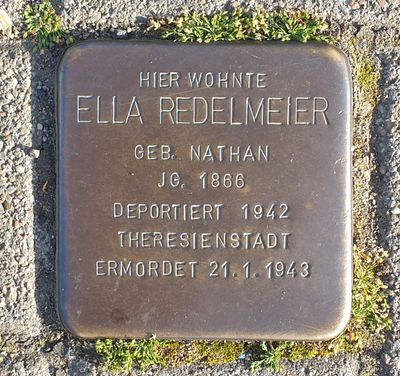 HIER WOHNTE
ELLA REDELMEIER
GEB. NATHAN
JG. 1866
DEPORTIERT 1942
THERESIENSTADT
ERMORDET 21.1.1943